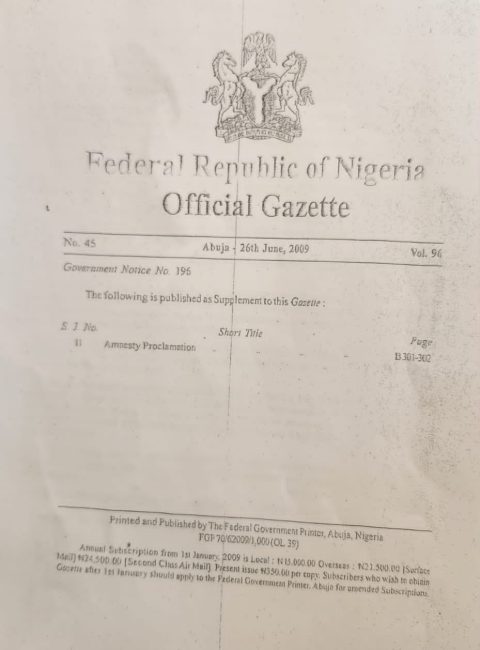 Federal Republic of Nigeria
Official Gazette
No. 45 Abuja - 26th June, 2009 Vol. 96
Government Notice No. 196
The following is published as Supplement to this Gazette :
S. I. No. Short Title Page
11 Amnesty Proclamation - - - - B301-302
Printed and Published by The Federal Government Printer, Abuja, Nigeria
FGP 70/62009/1,000 (OL 39)
Annual Subscription from 1st January, 2009 is Local : N15,000.00 Overseas : N21,500.00 [Surface
Mail] N24,500.00 [Second Class Air Mail]. Present issue N350.00 per copy. Subscribers who wish to obtain
Gazette after 1st January should apply to the Federal Government Printer, Abuja for amended Subscriptions.